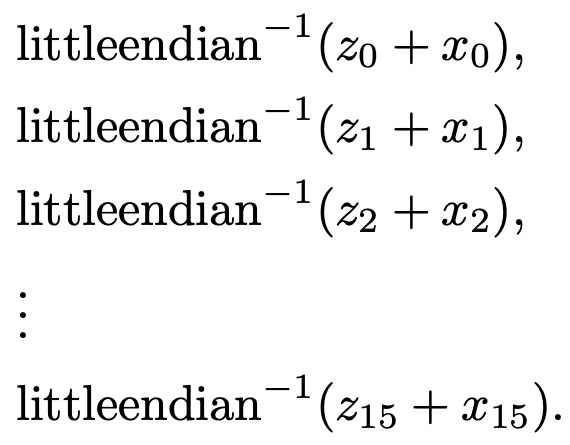 littleendian⁻¹(z₀ + x₀),
littleendian⁻¹(z₁ + x₁),
littleendian⁻¹(z₂ + x₂),
⋮
littleendian⁻¹(z₁₅ + x₁₅).